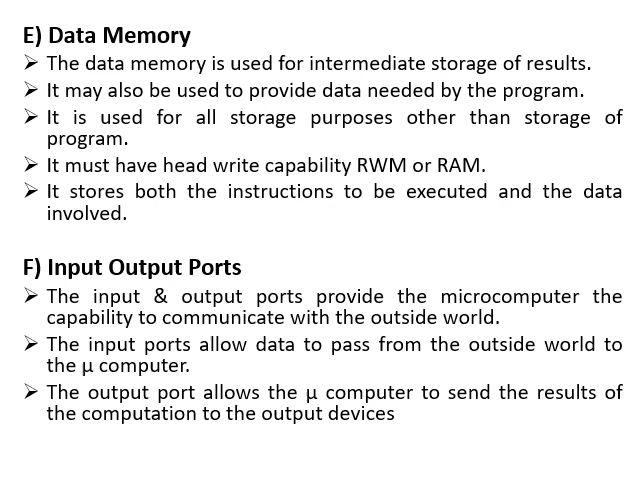 E) Data Memory
➢ The data memory is used for intermediate storage of results.
➢ It may also be used to provide data needed by the program.
➢ It is used for all storage purposes other than storage of
program.
➢ It must have head write capability RWM or RAM.
➢ It stores both the instructions to be executed and the data
involved.
F) Input Output Ports
➢ The input & output ports provide the microcomputer the
capability to communicate with the outside world.
➢ The input ports allow data to pass from the outside world to
the µ computer.
➢ The output port allows the µ computer to send the results of
the computation to the output devices